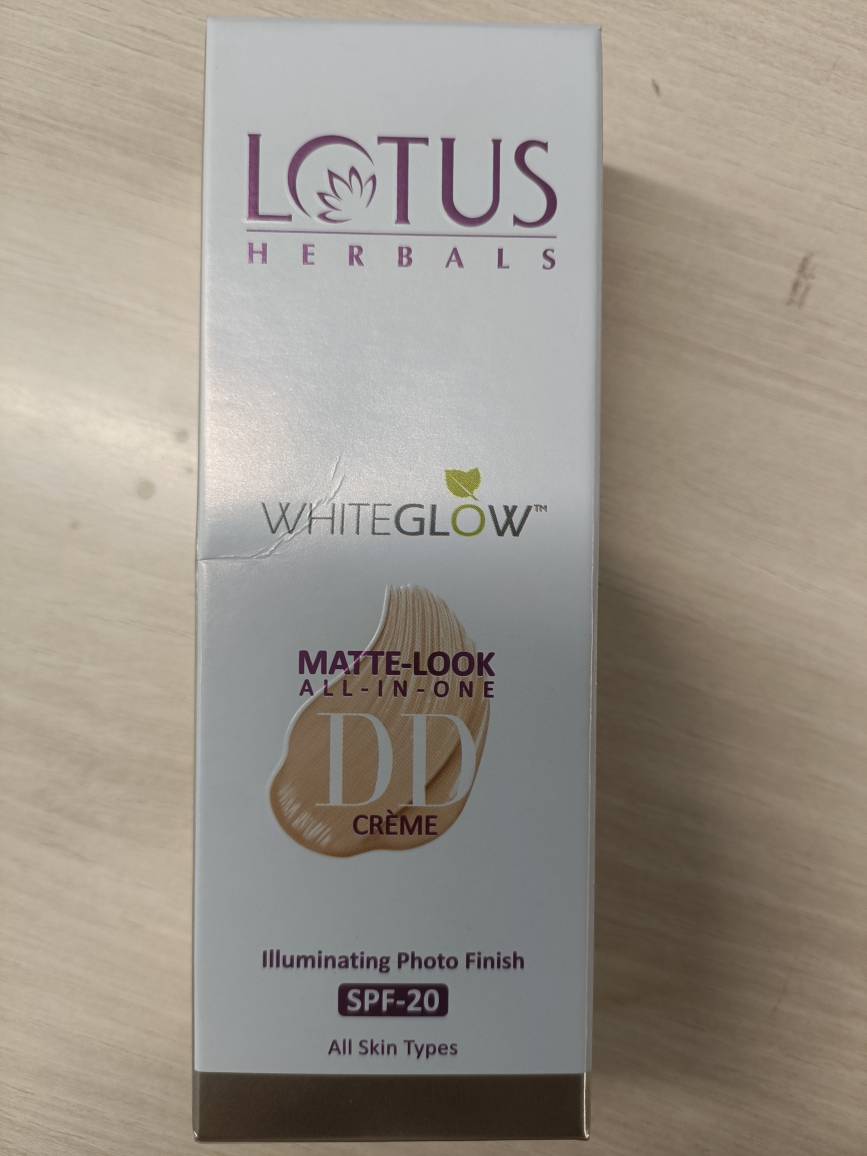 LOTUS
HERBALS
WHITEGLOW™
MATTE-LOOK
ALL-IN-ONE
DD
CRÈME
Illuminating Photo Finish
SPF-20
All Skin Types